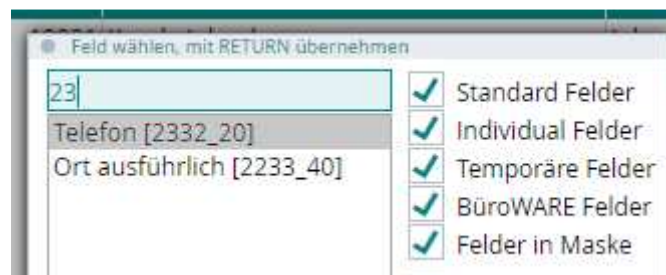 Feld wählen, mit RETURN übernehmen
23
Telefon [2332_20]
Ort ausführlich [2233_40]
Standard Felder
Individual Felder
Temporäre Felder
BüroWARE Felder
Felder in Maske